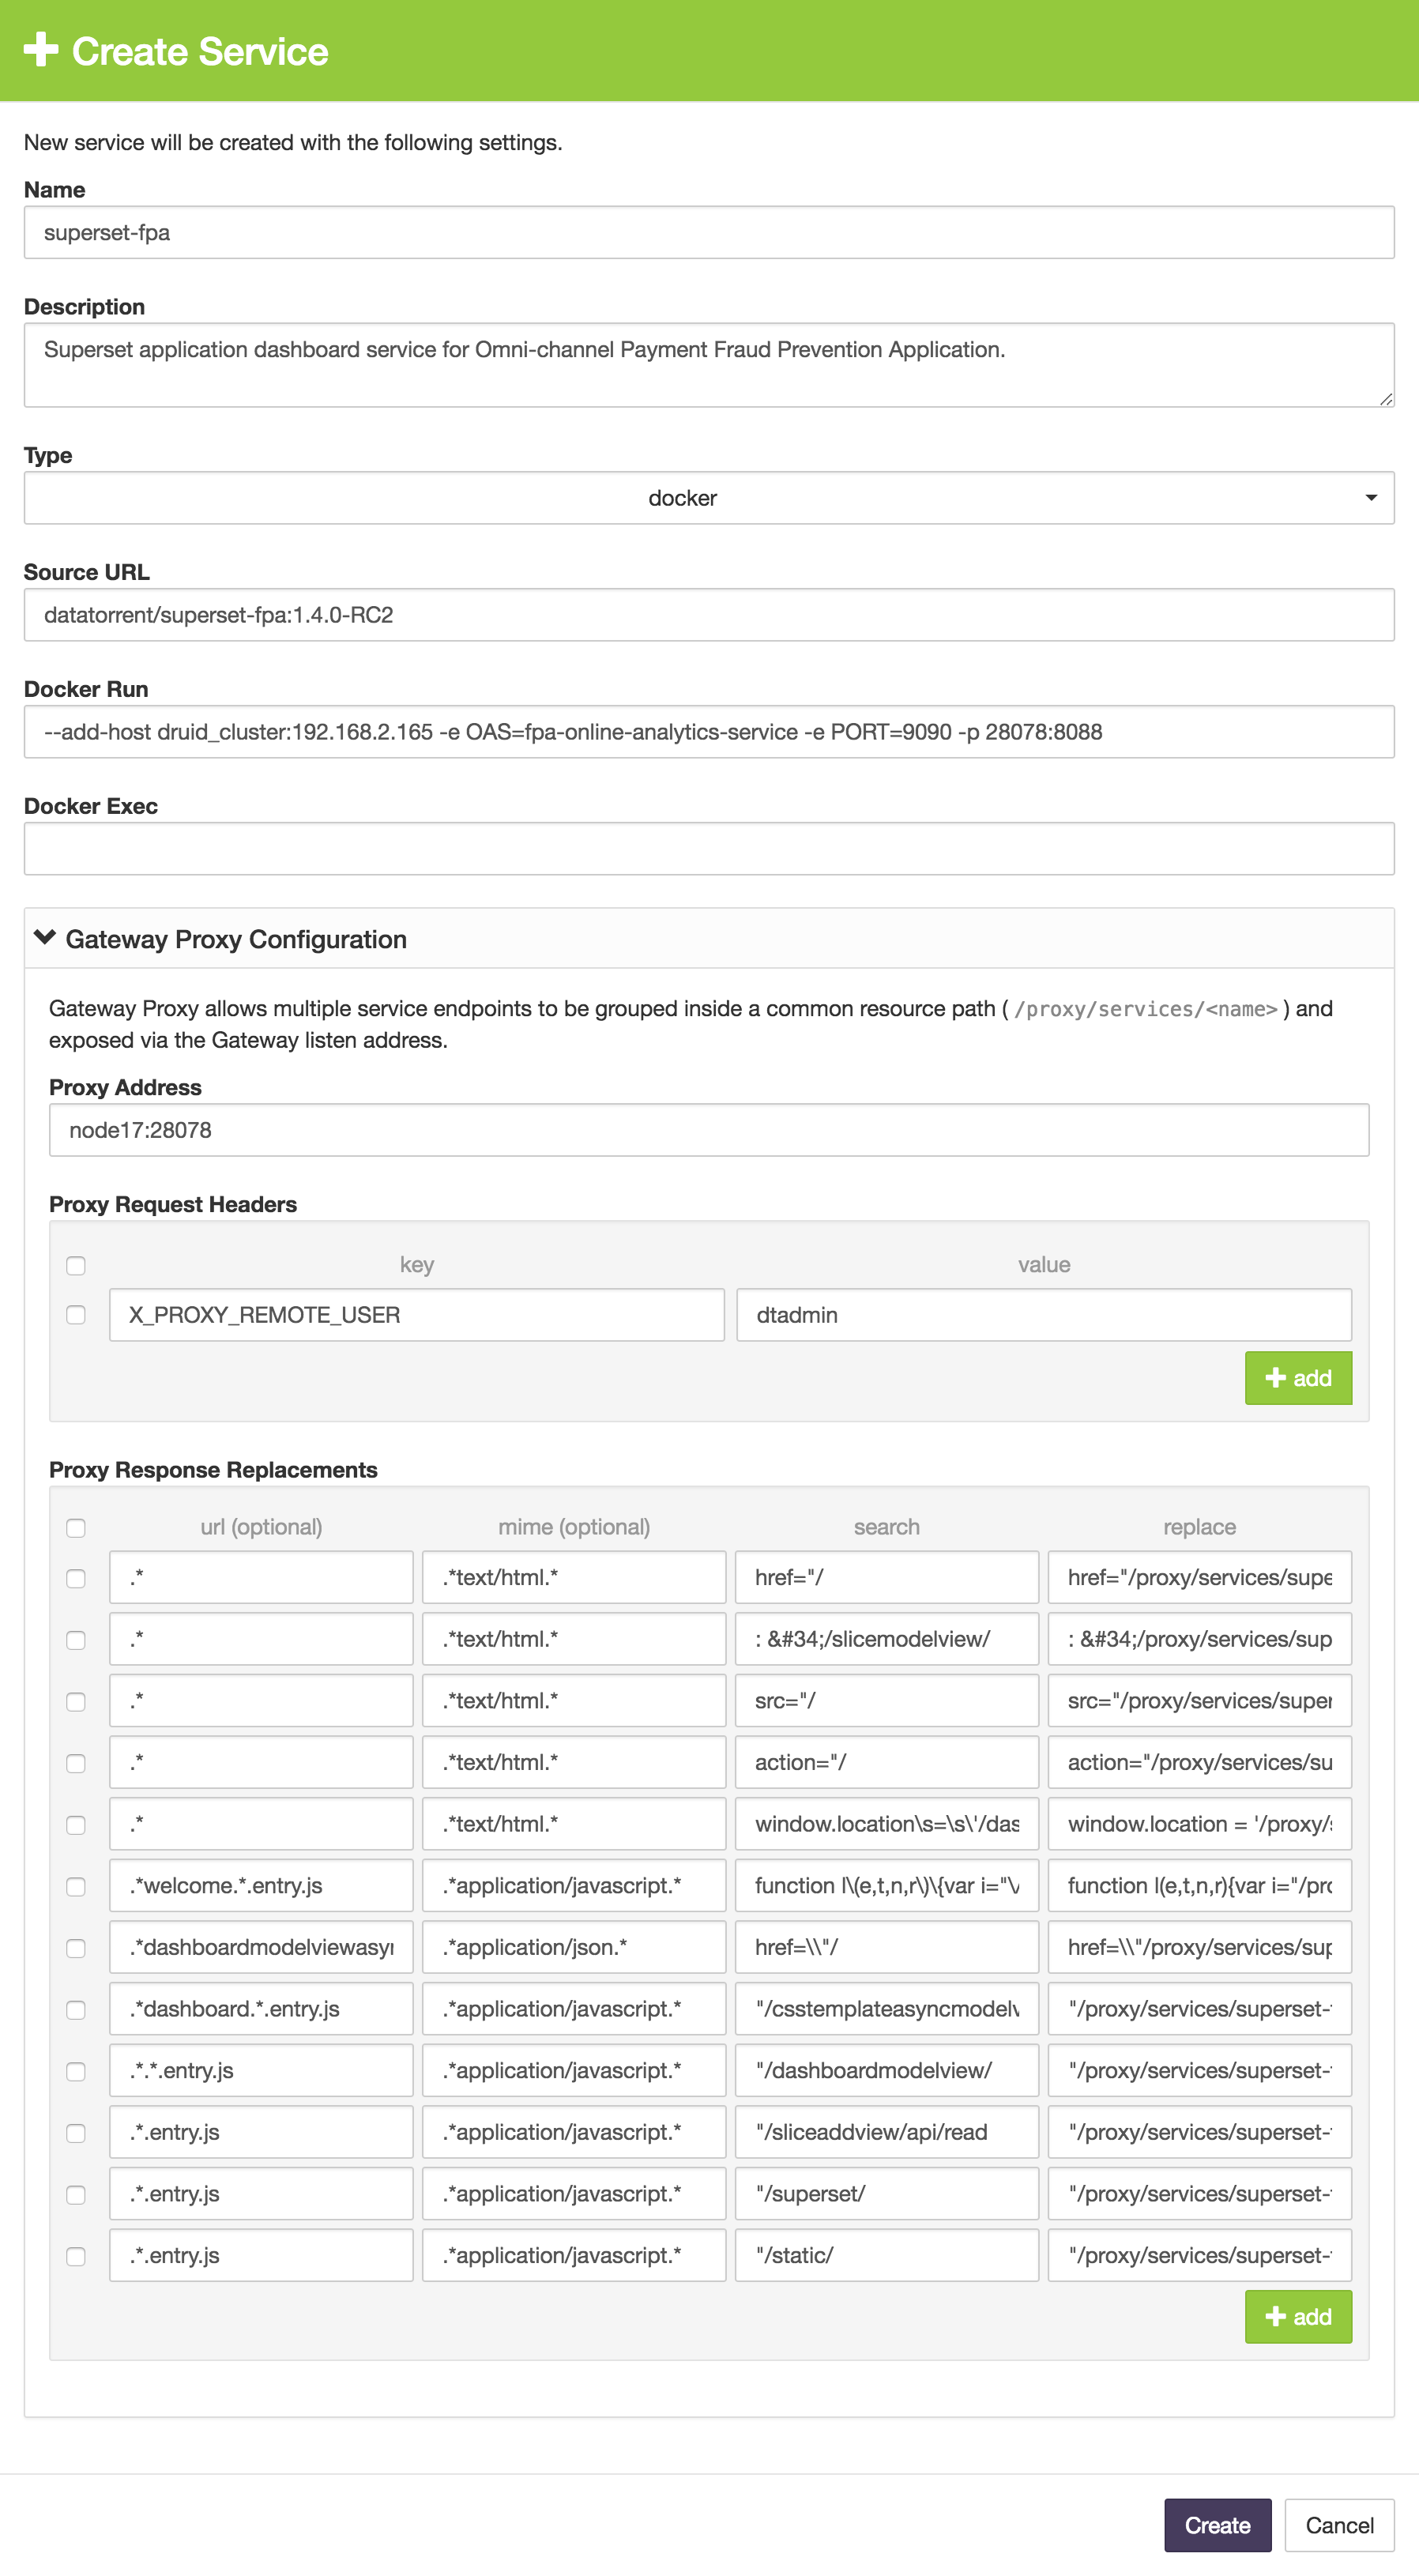 Create Service
New service will be created with the following settings.
Name
superset-fpa
Description
Superset application dashboard service for Omni-channel Payment Fraud Prevention Application.
Type
docker
Source URL
datatorrent/superset-fpa:1.4.0-RC2
Docker Run
--add-host druid_cluster:192.168.2.165 -e OAS=fpa-online-analytics-service -e PORT=9090 -p 28078:8088
Docker Exec
Gateway Proxy Configuration
Gateway Proxy allows multiple service endpoints to be grouped inside a common resource path ( /proxy/services/<name> ) and
exposed via the Gateway listen address.
Proxy Address
node17:28078
Proxy Request Headers
key value
X_PROXY_REMOTE_USER dtadmin
add
Proxy Response Replacements
url (optional) mime (optional) search replace
.* .*text/html.* href="/ href="/proxy/services/supe
.* .*text/html.* : &#34;/slicemodelview/ : &#34;/proxy/services/sup
.* .*text/html.* src="/ src="/proxy/services/super
.* .*text/html.* action="/ action="/proxy/services/su
.* .*text/html.* window.location\s=\s\'/das window.location = '/proxy/
.*welcome.*.entry.js .*application/javascript.* function l\(e,t,n,r\)\{var i="\/ function l(e,t,n,r){var i="/pro
.*dashboardmodelviewasyn .*application/json.* href=\\"/ href=\\"/proxy/services/sup
.*dashboard.*.entry.js .*application/javascript.* "/csstemplateasyncmodelv "/proxy/services/superset-
.*.*.entry.js .*application/javascript.* "/dashboardmodelview/ "/proxy/services/superset-
.*.entry.js .*application/javascript.* "/sliceaddview/api/read "/proxy/services/superset-
.*.entry.js .*application/javascript.* "/superset/ "/proxy/services/superset-
.*.entry.js .*application/javascript.* "/static/ "/proxy/services/superset-
add
Create Cancel